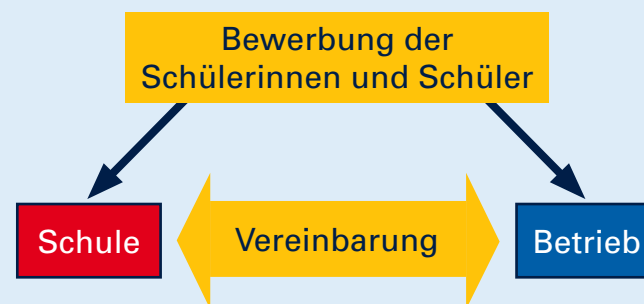 Bewerbung der
Schülerinnen und Schüler
Schule
Vereinbarung
Betrieb